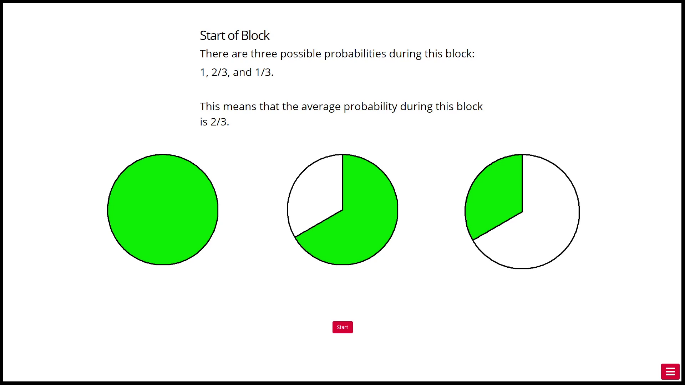 Start of Block
There are three possible probabilities during this block:
1, 2/3, and 1/3.
This means that the average probability during this block
is 2/3.
Start